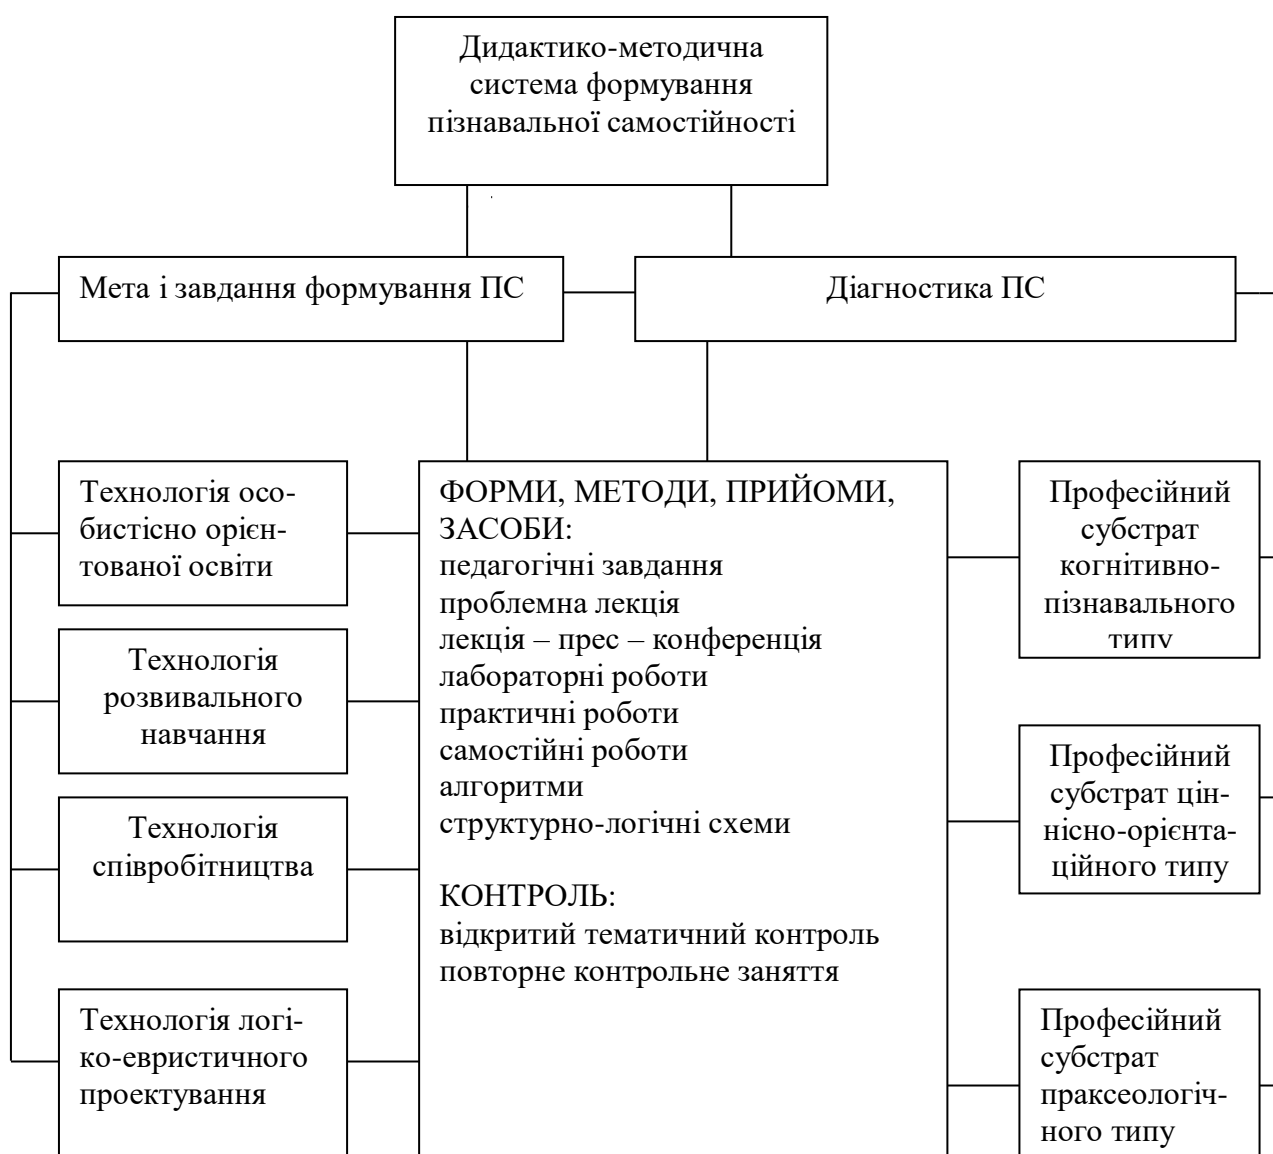 Дидактико-методична
система формування
пізнавальної самостійності
Мета і завдання формування ПС
Діагностика ПС
Технологія осо-
бистісно орієн-
тованої освіти
Технологія
розвивального
навчання
Технологія
співробітництва
Технологія логі-
ко-евристичного
проектування
ФОРМИ, МЕТОДИ, ПРИЙОМИ,
ЗАСОБИ:
педагогічні завдання
проблемна лекція
лекція – прес – конференція
лабораторні роботи
практичні роботи
самостійні роботи
алгоритми
структурно-логічні схеми
КОНТРОЛЬ:
відкритий тематичний контроль
повторне контрольне заняття
Професійний
субстрат
когнітивно-
пізнавального
типу
Професійний
субстрат цін-
нісно-орієнта-
ційного типу
Професійний
субстрат
праксеологіч-
ного типу